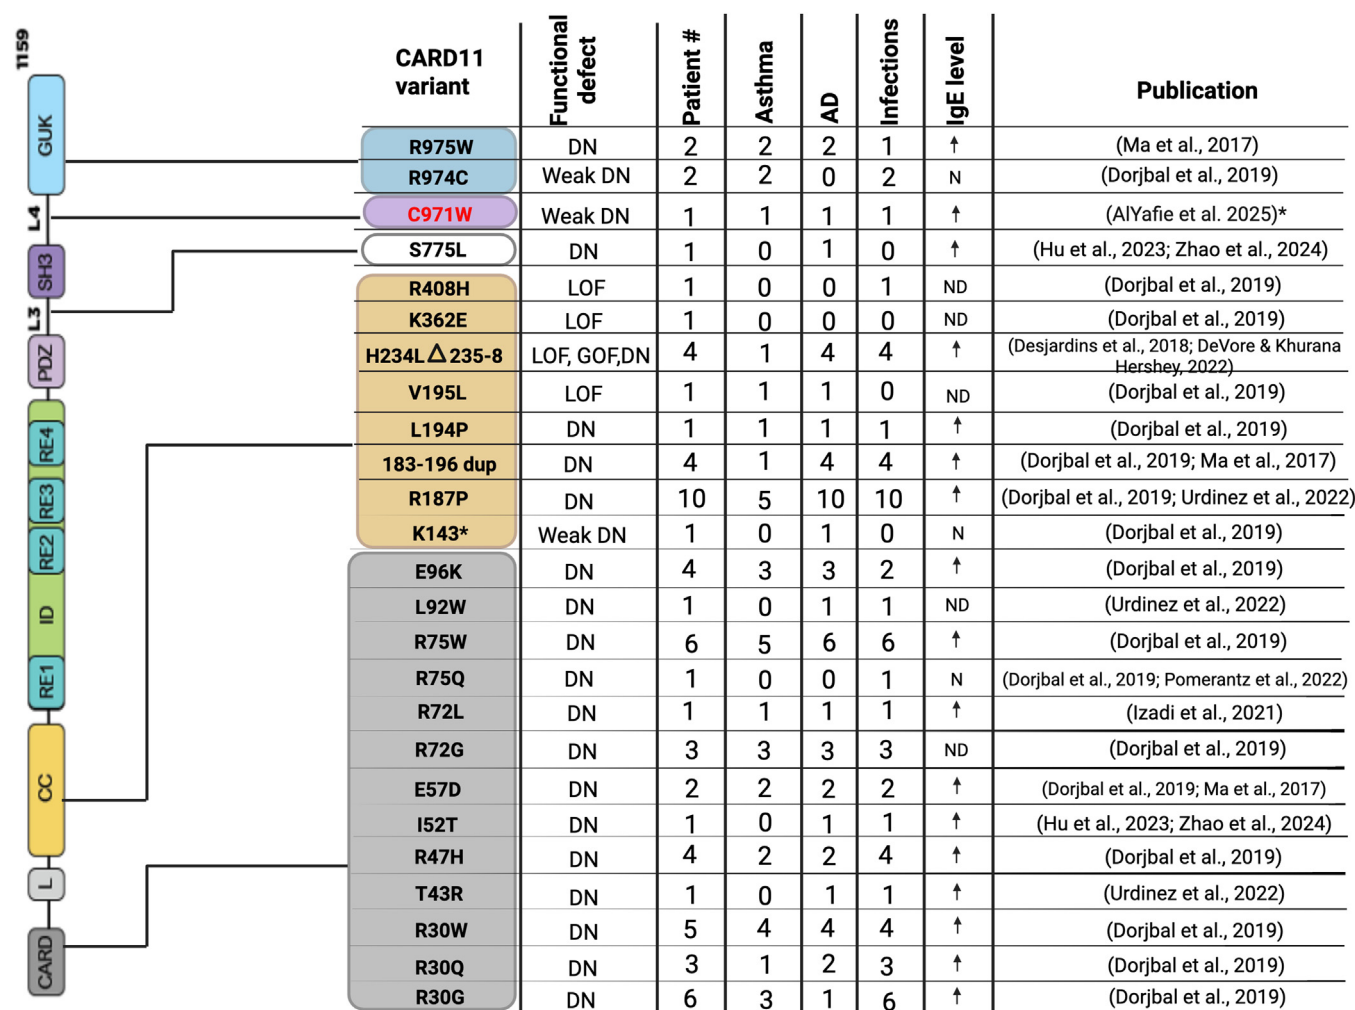 1159
GUK
L4
SH3
L3
PDZ
RE4
RE3
RE2
ID
RE1
CC
L
CARD
CARD11 variant Functional defect Patient # Asthma AD Infections IgE level Publication
R975W DN 2 2 2 1 ↑ (Ma et al., 2017)
R974C Weak DN 2 2 0 2 N (Dorjbal et al., 2019)
C971W Weak DN 1 1 1 1 ↑ (AlYafie et al. 2025)*
S775L DN 1 0 1 0 ↑ (Hu et al., 2023; Zhao et al., 2024)
R408H LOF 1 0 0 1 ND (Dorjbal et al., 2019)
K362E LOF 1 0 0 0 ND (Dorjbal et al., 2019)
H234L Δ 235-8 LOF, GOF,DN 4 1 4 4 ↑ (Desjardins et al., 2018; DeVore & Khurana Hershey, 2022)
V195L LOF 1 1 1 0 ND (Dorjbal et al., 2019)
L194P DN 1 1 1 1 ↑ (Dorjbal et al., 2019)
183-196 dup DN 4 1 4 4 ↑ (Dorjbal et al., 2019; Ma et al., 2017)
R187P DN 10 5 10 10 ↑ (Dorjbal et al., 2019; Urdinez et al., 2022)
K143* Weak DN 1 0 1 0 N (Dorjbal et al., 2019)
E96K DN 4 3 3 2 ↑ (Dorjbal et al., 2019)
L92W DN 1 0 1 1 ND (Urdinez et al., 2022)
R75W DN 6 5 6 6 ↑ (Dorjbal et al., 2019)
R75Q DN 1 0 0 1 N (Dorjbal et al., 2019; Pomerantz et al., 2022)
R72L DN 1 1 1 1 ↑ (Izadi et al., 2021)
R72G DN 3 3 3 3 ND (Dorjbal et al., 2019)
E57D DN 2 2 2 2 ↑ (Dorjbal et al., 2019; Ma et al., 2017)
I52T DN 1 0 1 1 ↑ (Hu et al., 2023; Zhao et al., 2024)
R47H DN 4 2 2 4 ↑ (Dorjbal et al., 2019)
T43R DN 1 0 1 1 ↑ (Urdinez et al., 2022)
R30W DN 5 4 4 4 ↑ (Dorjbal et al., 2019)
R30Q DN 3 1 2 3 ↑ (Dorjbal et al., 2019)
R30G DN 6 3 1 6 ↑ (Dorjbal et al., 2019)